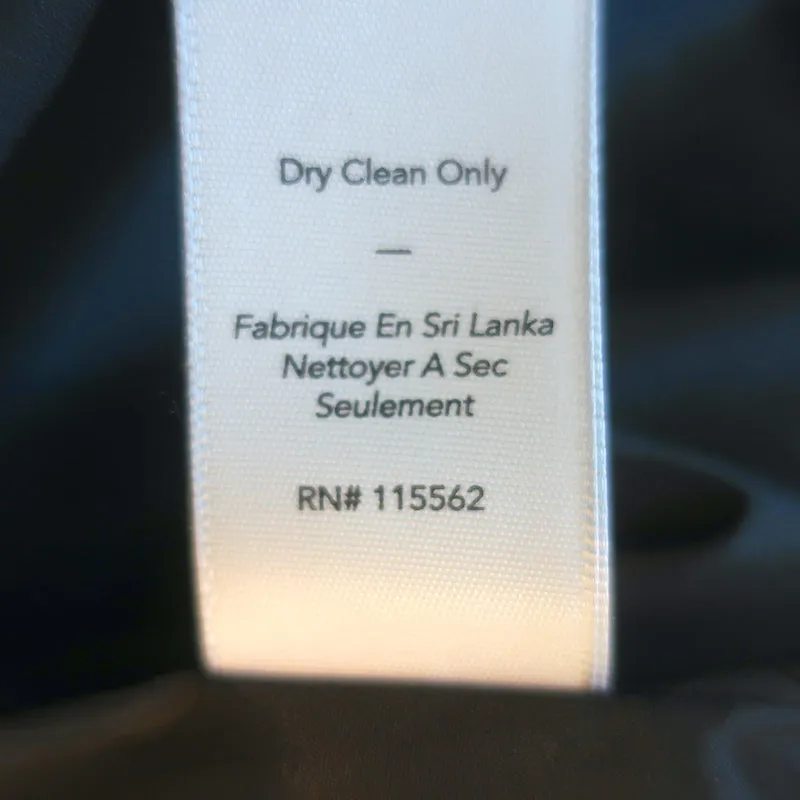 Dry Clean Only
—
Fabrique En Sri Lanka
Nettoyer A Sec
Seulement
RN# 115562